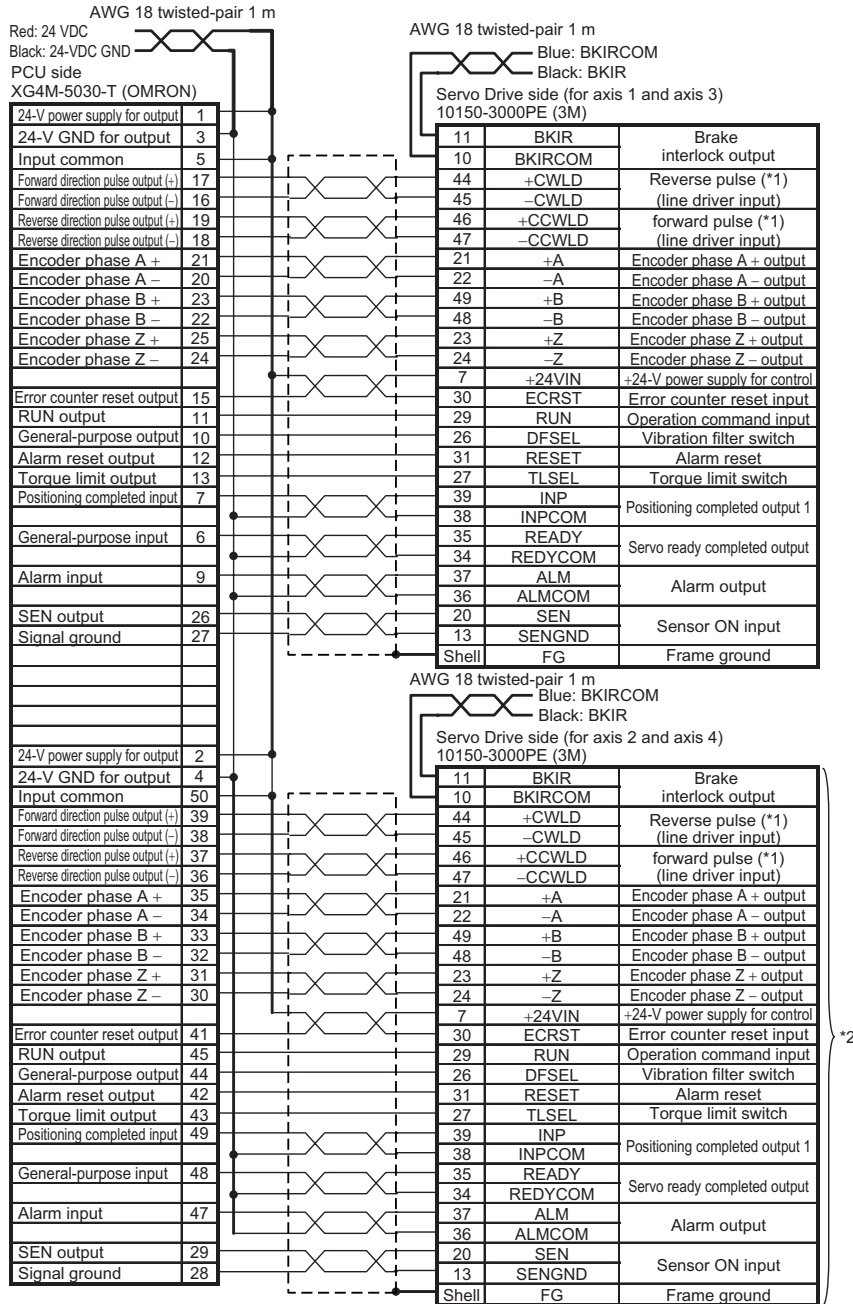 AWG 18 twisted-pair 1 m
Red: 24 VDC
Black: 24-VDC GND
PCU side
XG4M-5030-T (OMRON)
24-V power supply for output 1
24-V GND for output 3
Input common 5
Forward direction pulse output (+) 17
Forward direction pulse output (−) 16
Reverse direction pulse output (+) 19
Reverse direction pulse output (−) 18
Encoder phase A + 21
Encoder phase A − 20
Encoder phase B + 23
Encoder phase B − 22
Encoder phase Z + 25
Encoder phase Z − 24
Error counter reset output 15
RUN output 11
General-purpose output 10
Alarm reset output 12
Torque limit output 13
Positioning completed input 7
General-purpose input 6
Alarm input 9
SEN output 26
Signal ground 27
24-V power supply for output 2
24-V GND for output 4
Input common 50
Forward direction pulse output (+) 39
Forward direction pulse output (−) 38
Reverse direction pulse output (+) 37
Reverse direction pulse output (−) 36
Encoder phase A + 35
Encoder phase A − 34
Encoder phase B + 33
Encoder phase B − 32
Encoder phase Z + 31
Encoder phase Z − 30
Error counter reset output 41
RUN output 45
General-purpose output 44
Alarm reset output 42
Torque limit output 43
Positioning completed input 49
General-purpose input 48
Alarm input 47
SEN output 29
Signal ground 28
AWG 18 twisted-pair 1 m
Blue: BKIRCOM
Black: BKIR
Servo Drive side (for axis 1 and axis 3)
10150-3000PE (3M)
11 BKIR Brake
10 BKIRCOM interlock output
44 +CWLD Reverse pulse (*1)
45 −CWLD (line driver input)
46 +CCWLD forward pulse (*1)
47 −CCWLD (line driver input)
21 +A Encoder phase A + output
22 −A Encoder phase A − output
49 +B Encoder phase B + output
48 −B Encoder phase B − output
23 +Z Encoder phase Z + output
24 −Z Encoder phase Z − output
7 +24VIN +24-V power supply for control
30 ECRST Error counter reset input
29 RUN Operation command input
26 DFSEL Vibration filter switch
31 RESET Alarm reset
27 TLSEL Torque limit switch
39 INP Positioning completed output 1
38 INPCOM
35 READY Servo ready completed output
34 REDYCOM
37 ALM Alarm output
36 ALMCOM
20 SEN Sensor ON input
13 SENGND
Shell FG Frame ground
AWG 18 twisted-pair 1 m
Blue: BKIRCOM
Black: BKIR
Servo Drive side (for axis 2 and axis 4)
10150-3000PE (3M)
11 BKIR Brake
10 BKIRCOM interlock output
44 +CWLD Reverse pulse (*1)
45 −CWLD (line driver input)
46 +CCWLD forward pulse (*1)
47 −CCWLD (line driver input)
21 +A Encoder phase A + output
22 −A Encoder phase A − output
49 +B Encoder phase B + output
48 −B Encoder phase B − output
23 +Z Encoder phase Z + output
24 −Z Encoder phase Z − output
7 +24VIN +24-V power supply for control
30 ECRST Error counter reset input
29 RUN Operation command input
26 DFSEL Vibration filter switch
31 RESET Alarm reset
27 TLSEL Torque limit switch
39 INP Positioning completed output 1
38 INPCOM
35 READY Servo ready completed output
34 REDYCOM
37 ALM Alarm output
36 ALMCOM
20 SEN Sensor ON input
13 SENGND
Shell FG Frame ground
*2